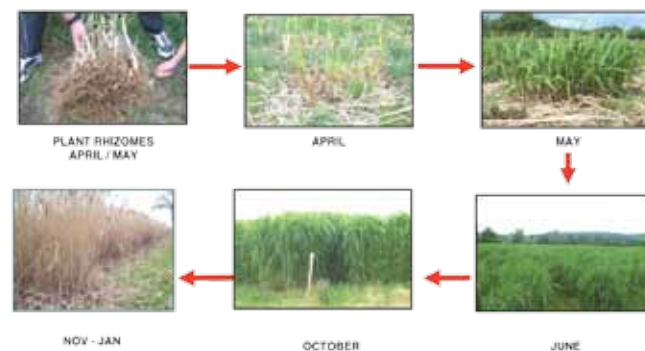 PLANT RHIZOMES
APRIL / MAY
APRIL
MAY
NOV - JAN
OCTOBER
JUNE